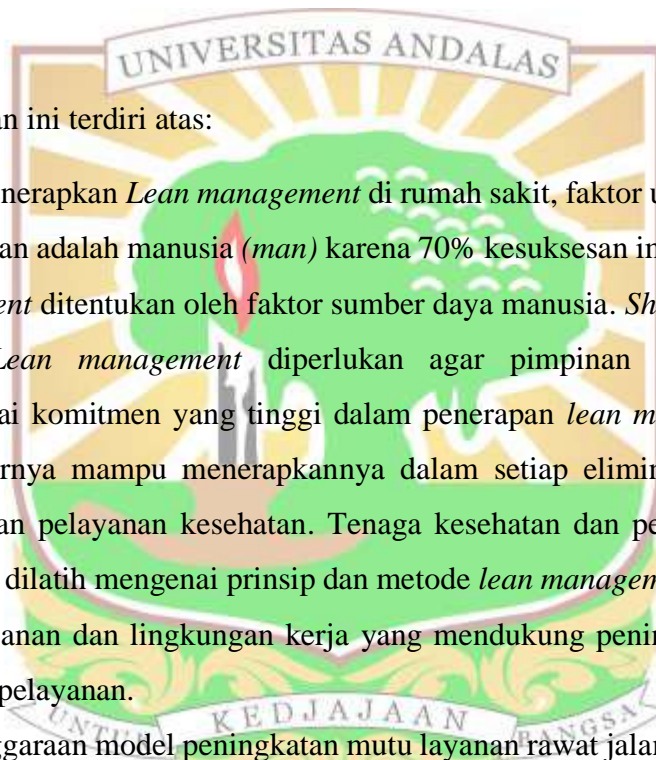 UNIVERSITAS ANDALAS
an ini terdiri atas:
nerapkan Lean management di rumah sakit, faktor u
an adalah manusia (man) karena 70% kesuksesan in
ent ditentukan oleh faktor sumber daya manusia. Sh
Lean management diperlukan agar pimpinan
ai komitmen yang tinggi dalam penerapan lean m
rnya mampu menerapkannya dalam setiap elimin
an pelayanan kesehatan. Tenaga kesehatan dan pe
dilatih mengenai prinsip dan metode lean managem
anan dan lingkungan kerja yang mendukung penin
pelayanan.
UNTUK KEDJAJAAN BANGSA
ggaraan model peningkatan mutu layanan rawat jalan